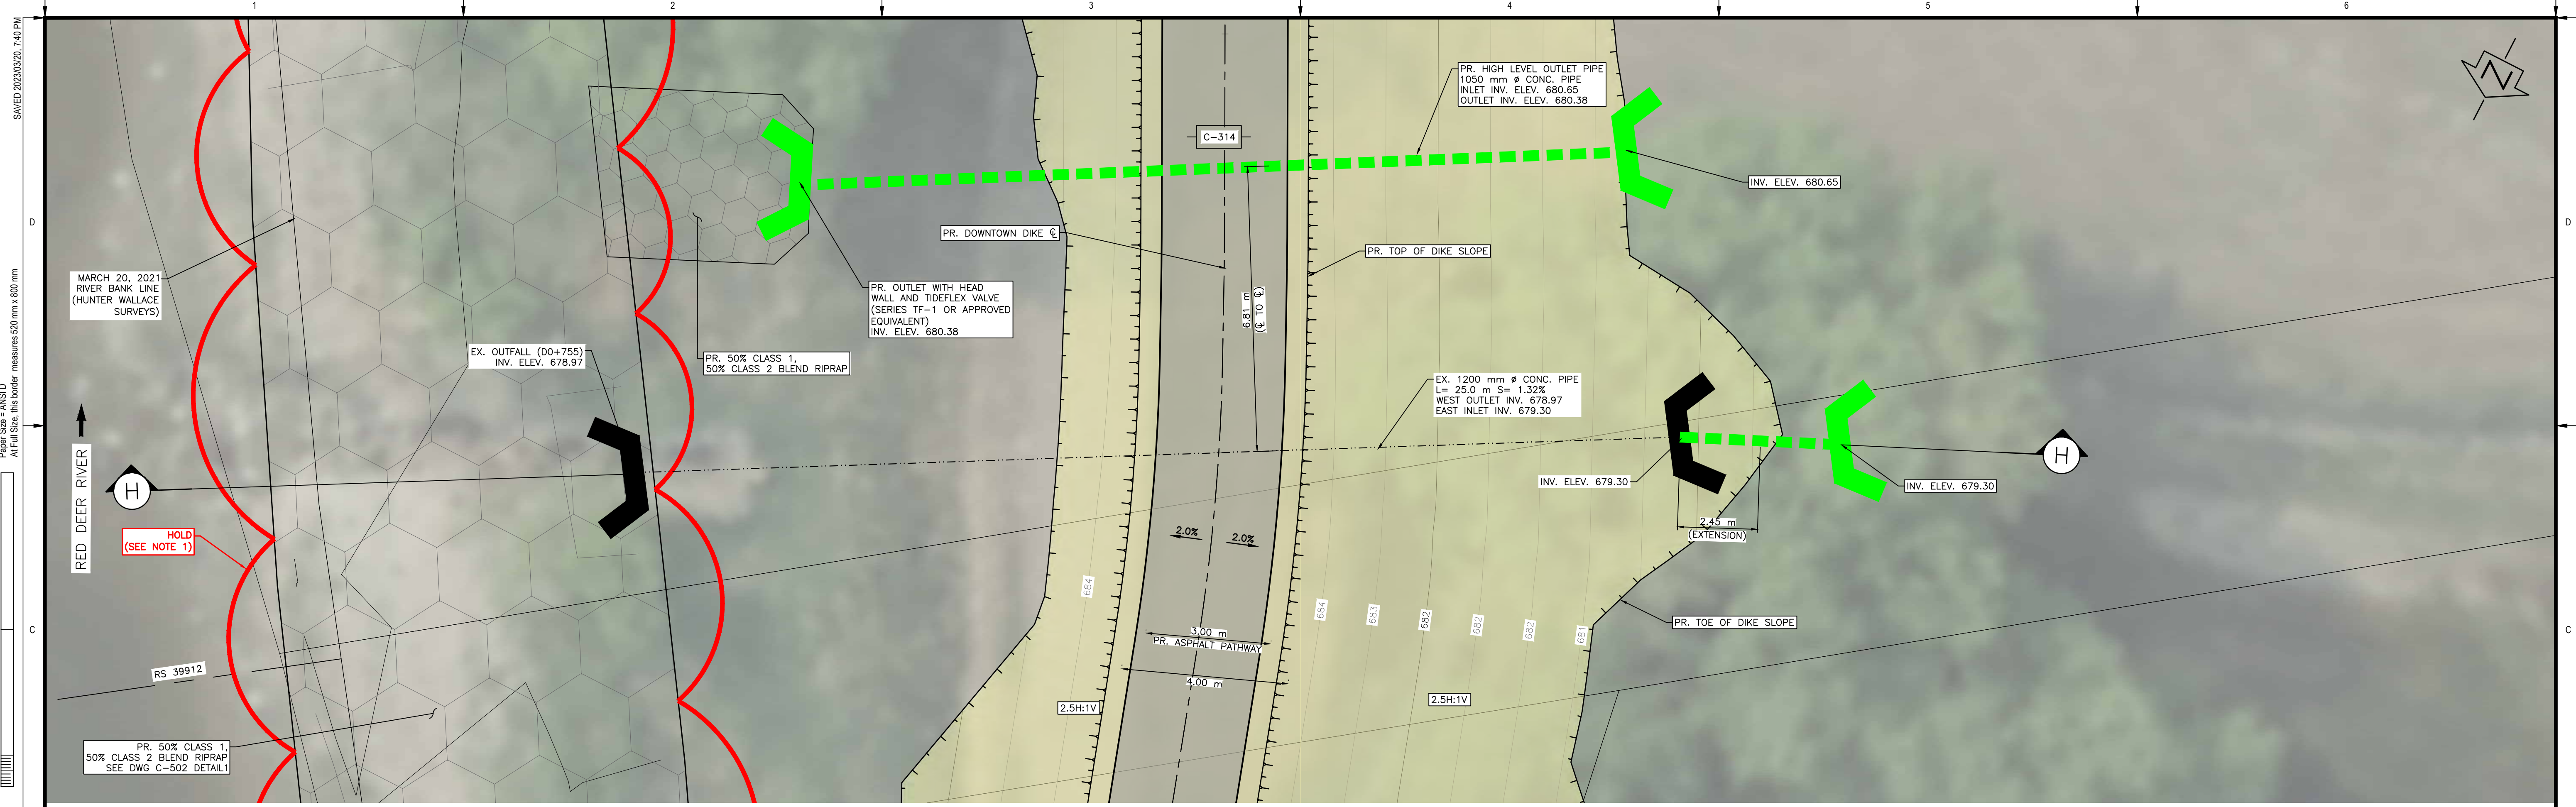 1
2
3
4
5
6
SAVED 2023/03/20, 7:40 PM
Paper Size = ANSI D
At Full Size, this border measures 520 mm x 800 mm
D
C
D
C
N
PR. HIGH LEVEL OUTLET PIPE
1050 mm ø CONC. PIPE
INLET INV. ELEV. 680.65
OUTLET INV. ELEV. 680.38
C-314
INV. ELEV. 680.65
PR. DOWNTOWN DIKE ℄
PR. TOP OF DIKE SLOPE
MARCH 20, 2021
RIVER BANK LINE
(HUNTER WALLACE
SURVEYS)
PR. OUTLET WITH HEAD
WALL AND TIDEFLEX VALVE
(SERIES TF-1 OR APPROVED
EQUIVALENT)
INV. ELEV. 680.38
6.81 m
(℄ TO ℄)
EX. OUTFALL (D0+755)
INV. ELEV. 678.97
PR. 50% CLASS 1,
50% CLASS 2 BLEND RIPRAP
EX. 1200 mm ø CONC. PIPE
L= 25.0 m S= 1.32%
WEST OUTLET INV. 678.97
EAST INLET INV. 679.30
RED DEER RIVER
H
H
INV. ELEV. 679.30
INV. ELEV. 679.30
2.45 m
(EXTENSION)
HOLD
(SEE NOTE 1)
2.0%
2.0%
684
684
683
682
682
682
681
PR. TOE OF DIKE SLOPE
3.00 m
PR. ASPHALT PATHWAY
4.00 m
RS 39912
2.5H:1V
2.5H:1V
PR. 50% CLASS 1,
50% CLASS 2 BLEND RIPRAP
SEE DWG C-502 DETAIL1